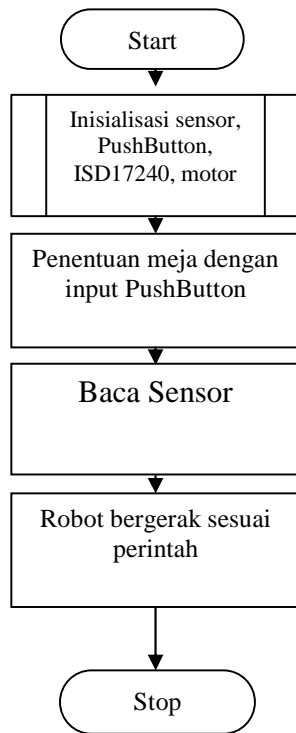 Start
Inisialisasi sensor,
PushButton,
ISD17240, motor
Penentuan meja dengan
input PushButton
Baca Sensor
Robot bergerak sesuai
perintah
Stop